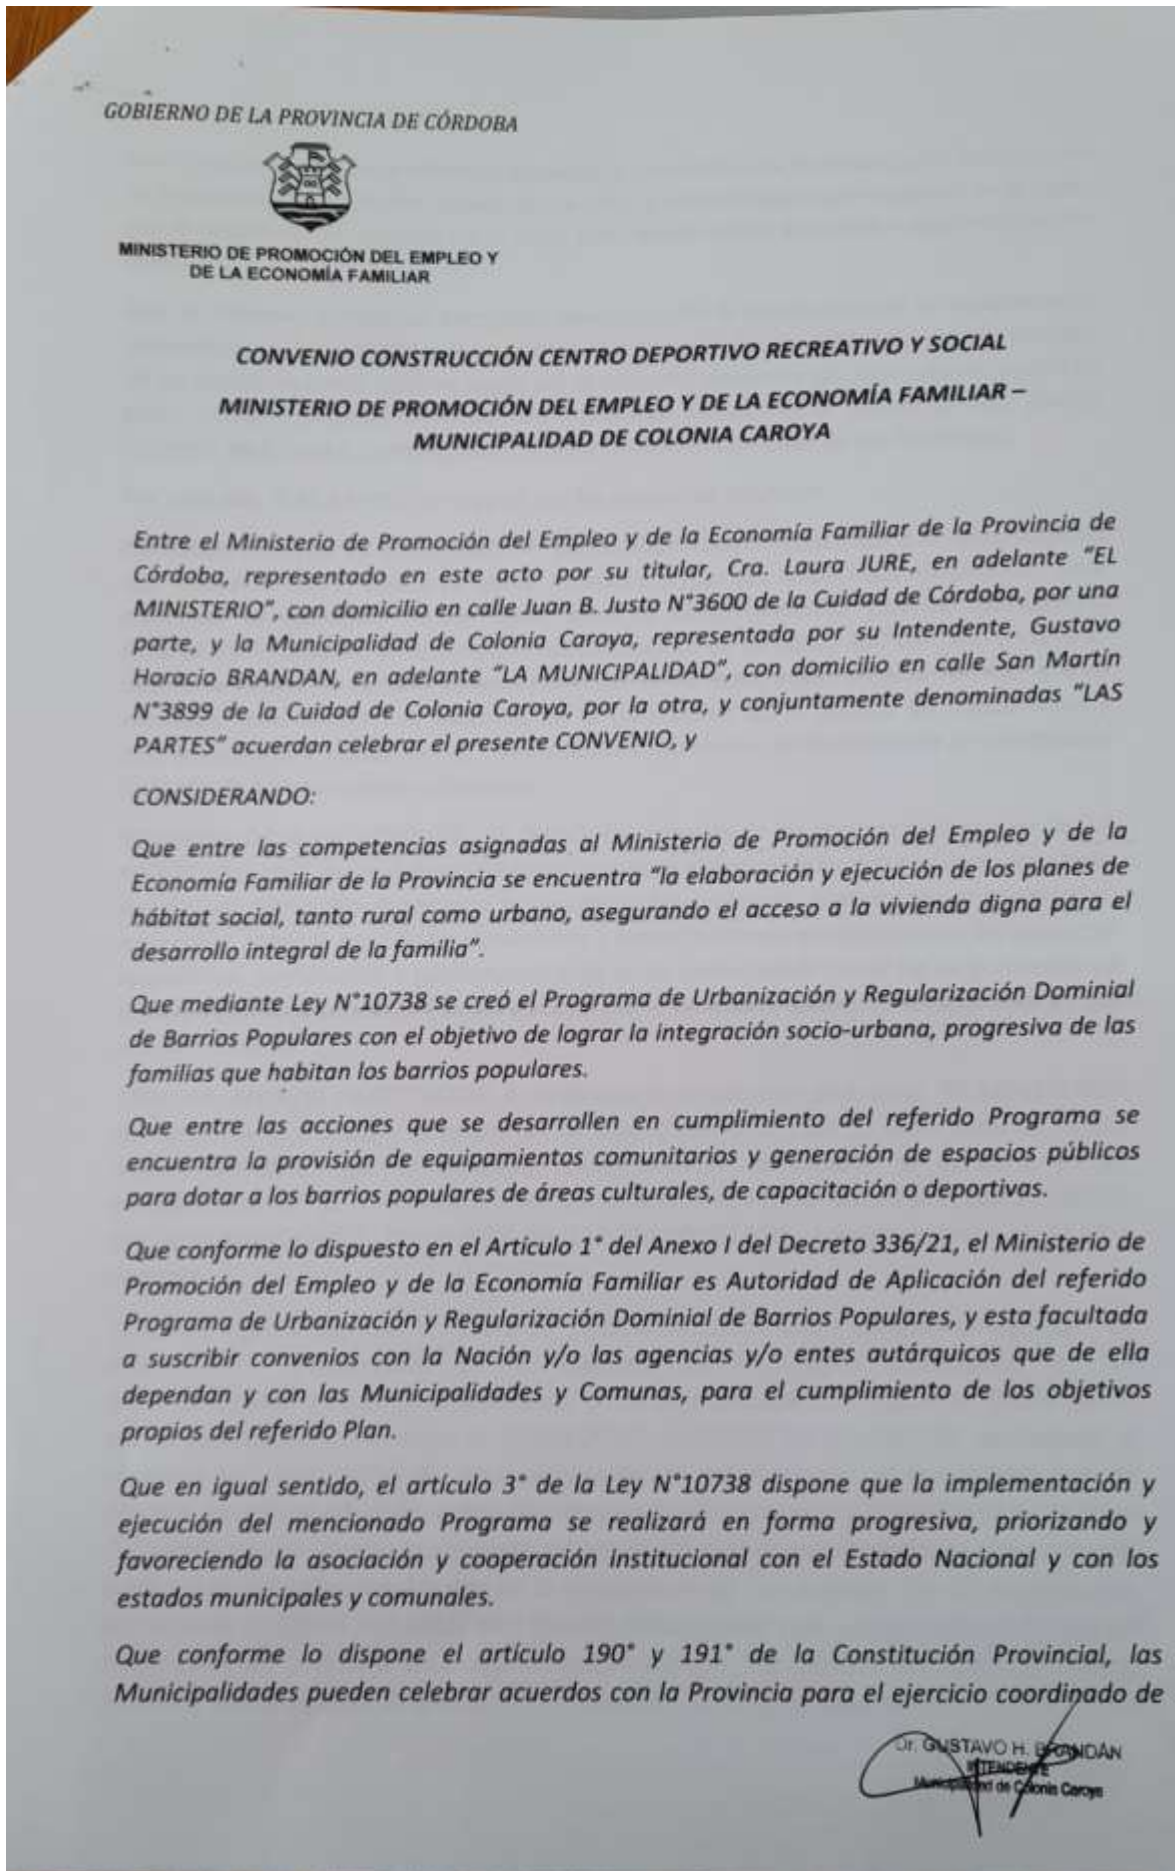 GOBIERNO DE LA PROVINCIA DE CÓRDOBA
MINISTERIO DE PROMOCIÓN DEL EMPLEO Y
DE LA ECONOMÍA FAMILIAR
CONVENIO CONSTRUCCIÓN CENTRO DEPORTIVO RECREATIVO Y SOCIAL
MINISTERIO DE PROMOCIÓN DEL EMPLEO Y DE LA ECONOMÍA FAMILIAR –
MUNICIPALIDAD DE COLONIA CAROYA
Entre el Ministerio de Promoción del Empleo y de la Economía Familiar de la Provincia de
Córdoba, representado en este acto por su titular, Cra. Laura JURE, en adelante "EL
MINISTERIO", con domicilio en calle Juan B. Justo N°3600 de la Cuidad de Córdoba, por una
parte, y la Municipalidad de Colonia Caroya, representada por su Intendente, Gustavo
Horacio BRANDAN, en adelante "LA MUNICIPALIDAD", con domicilio en calle San Martín
N°3899 de la Cuidad de Colonia Caroya, por la otra, y conjuntamente denominadas "LAS
PARTES" acuerdan celebrar el presente CONVENIO, y
CONSIDERANDO:
Que entre las competencias asignadas al Ministerio de Promoción del Empleo y de la
Economía Familiar de la Provincia se encuentra "la elaboración y ejecución de los planes de
hábitat social, tanto rural como urbano, asegurando el acceso a la vivienda digna para el
desarrollo integral de la familia".
Que mediante Ley N°10738 se creó el Programa de Urbanización y Regularización Dominial
de Barrios Populares con el objetivo de lograr la integración socio-urbana, progresiva de las
familias que habitan los barrios populares.
Que entre las acciones que se desarrollen en cumplimiento del referido Programa se
encuentra la provisión de equipamientos comunitarios y generación de espacios públicos
para dotar a los barrios populares de áreas culturales, de capacitación o deportivas.
Que conforme lo dispuesto en el Artículo 1° del Anexo I del Decreto 336/21, el Ministerio de
Promoción del Empleo y de la Economía Familiar es Autoridad de Aplicación del referido
Programa de Urbanización y Regularización Dominial de Barrios Populares, y esta facultada
a suscribir convenios con la Nación y/o las agencias y/o entes autárquicos que de ella
dependan y con las Municipalidades y Comunas, para el cumplimiento de los objetivos
propios del referido Plan.
Que en igual sentido, el artículo 3° de la Ley N°10738 dispone que la implementación y
ejecución del mencionado Programa se realizará en forma progresiva, priorizando y
favoreciendo la asociación y cooperación institucional con el Estado Nacional y con los
estados municipales y comunales.
Que conforme lo dispone el artículo 190° y 191° de la Constitución Provincial, las
Municipalidades pueden celebrar acuerdos con la Provincia para el ejercicio coordinado de
Dr. GUSTAVO H. BRANDÁN
INTENDENTE
Municipalidad de Colonia Caroya